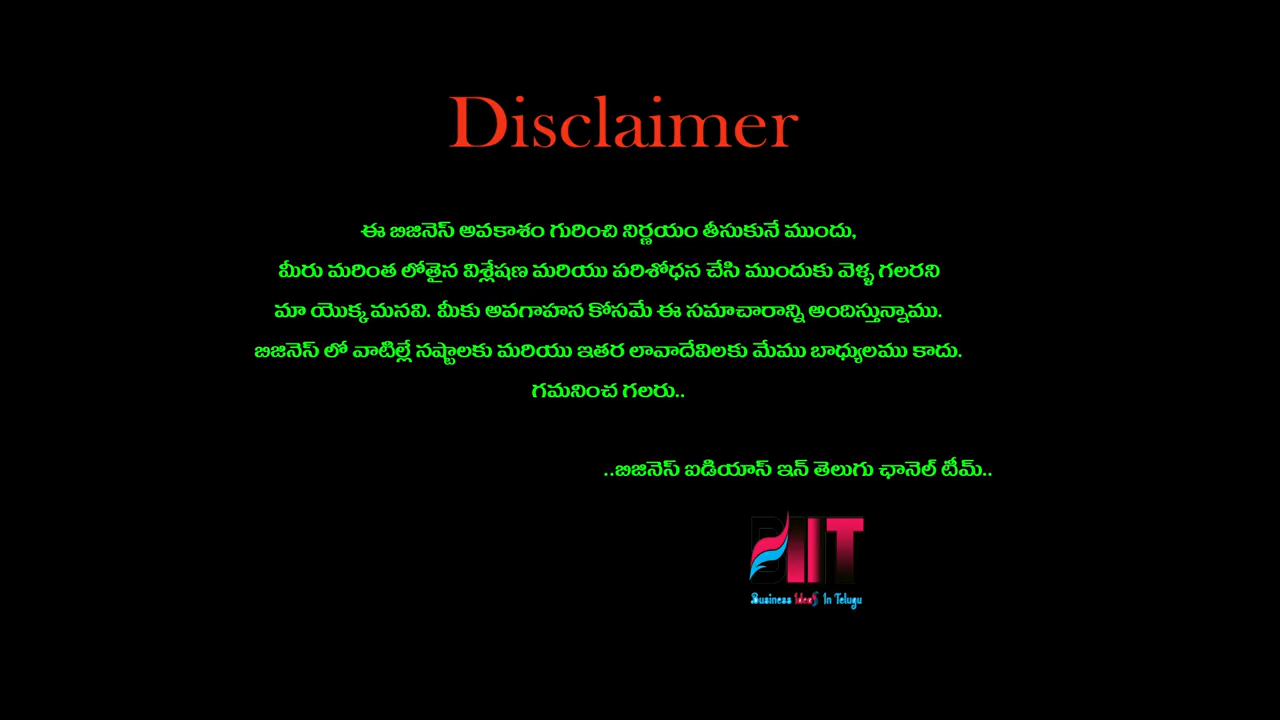 Disclaimer
ఈ బిజినెస్ అవకాశం గురించి నిర్ణయం తీసుకునే ముందు,
మీరు మరింత లోతైన విశ్లేషణ మరియు పరిశోధన చేసి ముందుకు వెళ్ళ గలరని
మా యొక్క మనవి. మీకు అవగాహన కోసమే ఈ సమాచారాన్ని అందిస్తున్నాము.
బిజినెస్ లో వాటిల్లే నష్టాలకు మరియు ఇతర లావాదేవిలకు మేము బాధ్యులము కాదు.
గమనించ గలరు..
..బిజినెస్ ఐడియాస్ ఇన్ తెలుగు ఛానెల్ టీమ్..
BIIT
Business IdeaS In Telugu